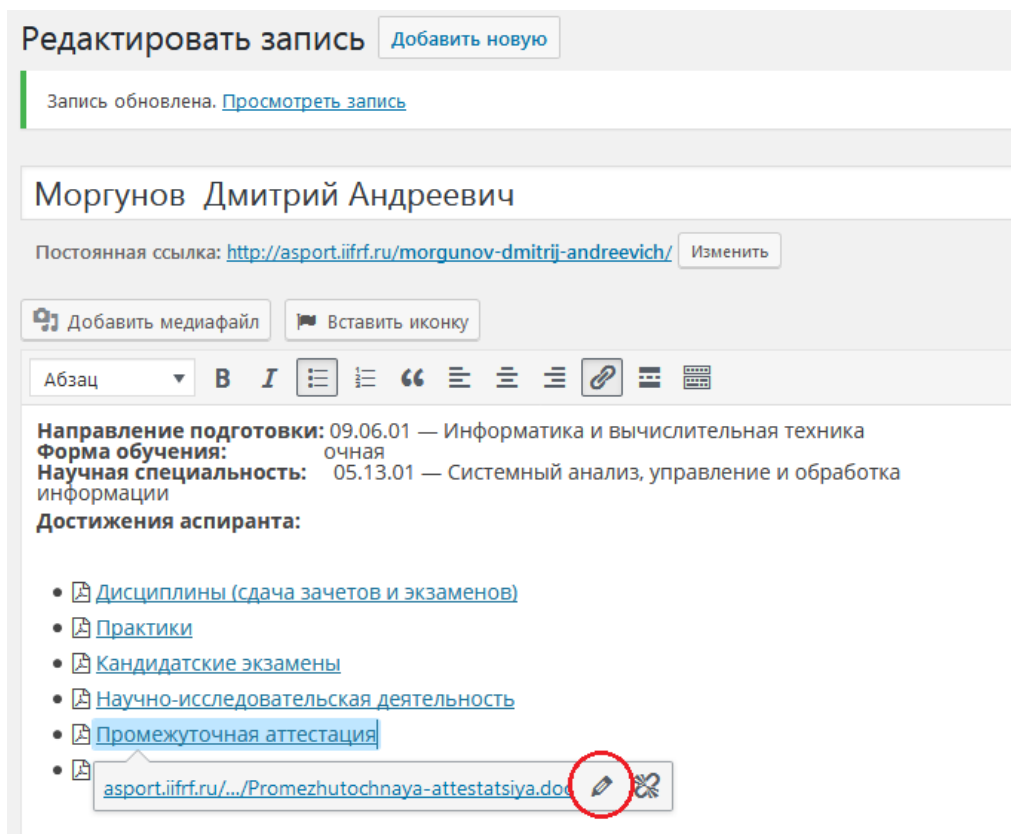 Редактировать запись Добавить новую
Запись обновлена. Просмотреть запись
Моргунов Дмитрий Андреевич
Постоянная ссылка: http://asport.iifrf.ru/morgunov-dmitrij-andreevich/ Изменить
Добавить медиафайл Вставить иконку
Абзац B I
Направление подготовки: 09.06.01 — Информатика и вычислительная техника
Форма обучения: очная
Научная специальность: 05.13.01 — Системный анализ, управление и обработка
информации
Достижения аспиранта:
Дисциплины (сдача зачетов и экзаменов)
Практики
Кандидатские экзамены
Научно-исследовательская деятельность
Промежуточная аттестация
asport.iifrf.ru/.../Promezhutochnaya-attestatsiya.doc